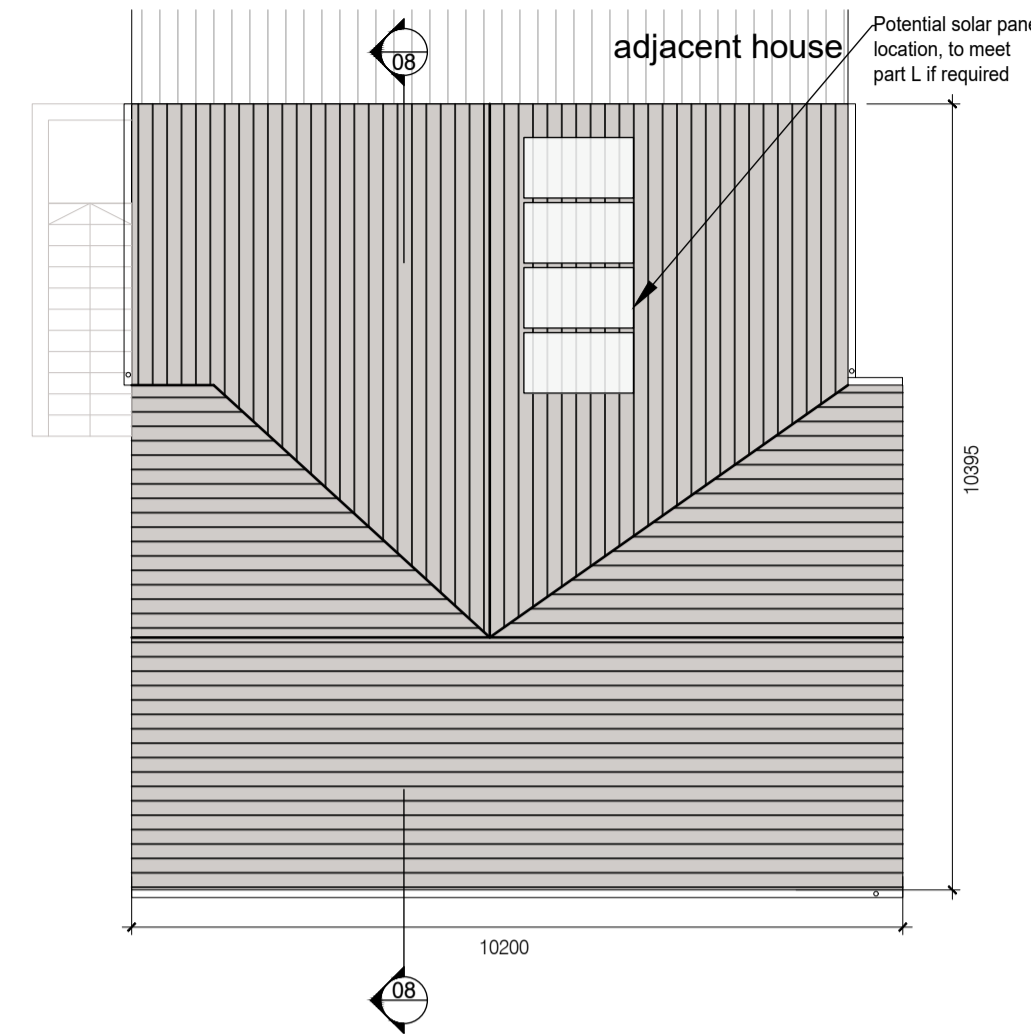 08
adjacent house
Potential solar pane
location, to meet
part L if required
10395
10200
08